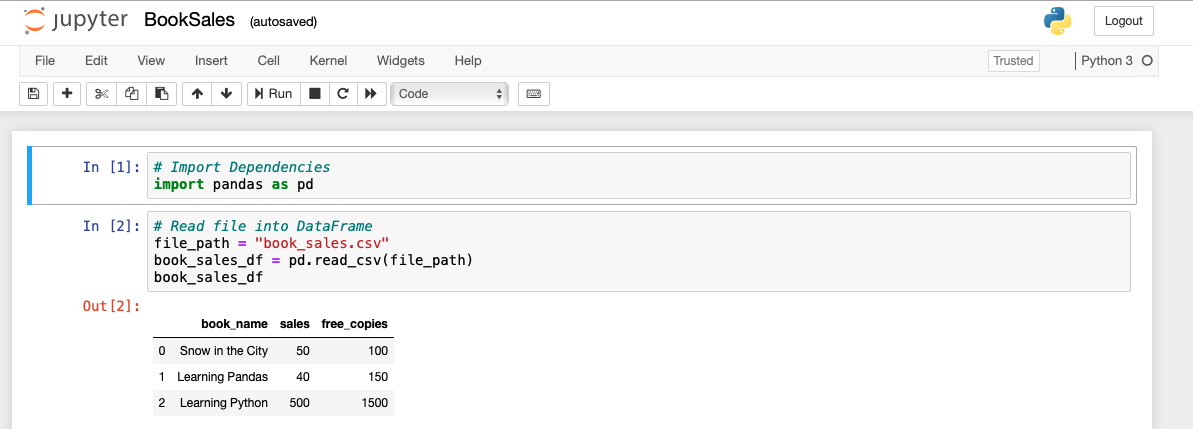 jupyter BookSales (autosaved) Logout
File Edit View Insert Cell Kernel Widgets Help Trusted Python 3
Run Code
In [1]: # Import Dependencies
import pandas as pd
In [2]: # Read file into DataFrame
file_path = "book_sales.csv"
book_sales_df = pd.read_csv(file_path)
book_sales_df
Out[2]:
book_name sales free_copies
0 Snow in the City 50 100
1 Learning Pandas 40 150
2 Learning Python 500 1500